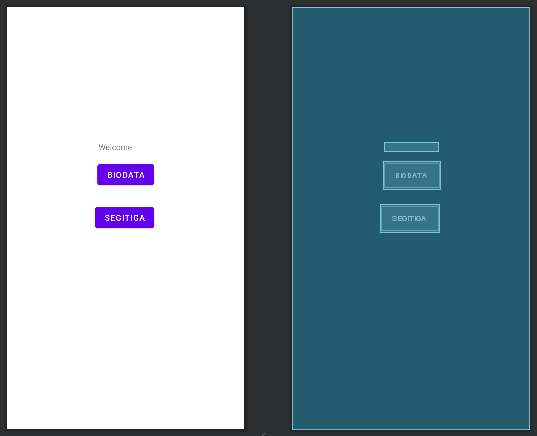 Welcome
BIODATA
SEGITIGA
BIODATA
SEGITIGA